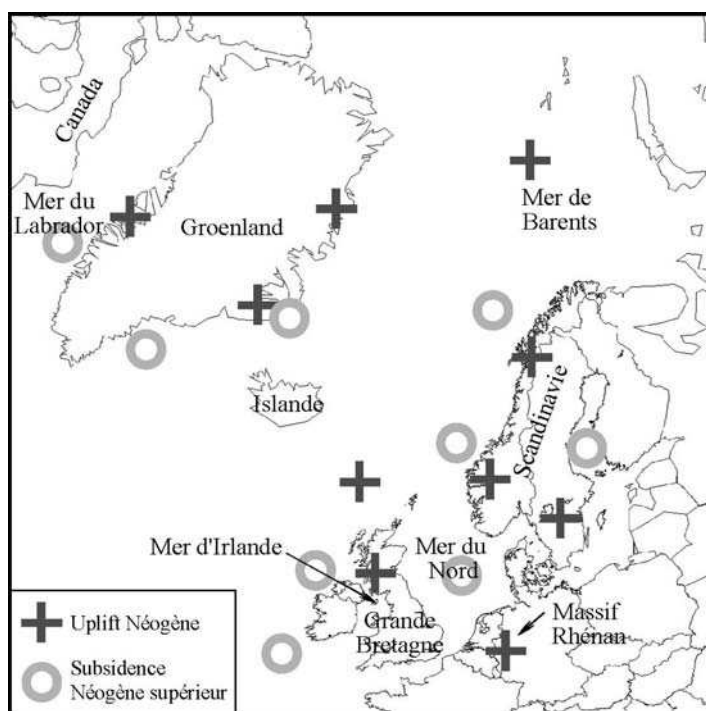 Canada
Mer du
Labrador
Groenland
Mer de
Barents
Islande
Scandinavie
Mer d'Irlande
Mer du
Nord
Grande
Bretagne
Massif
Rhénan
Uplift Néogène
Subsidence
Néogène supérieur